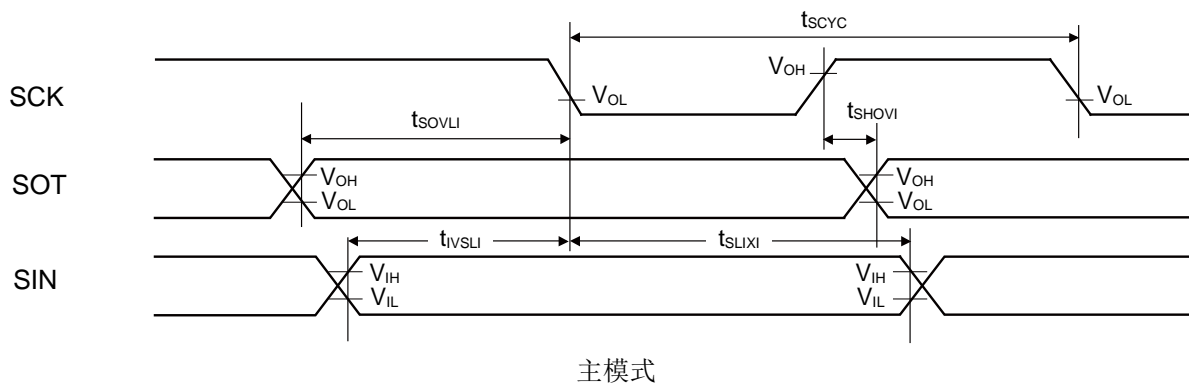 tSCYC
SCK
VOH
VOL
VOL
tSOVLI
tSHOVI
SOT
VOH
VOL
VOH
VOL
tIVSLI
tSLIXI
SIN
VIH
VIL
VIH
VIL
主模式